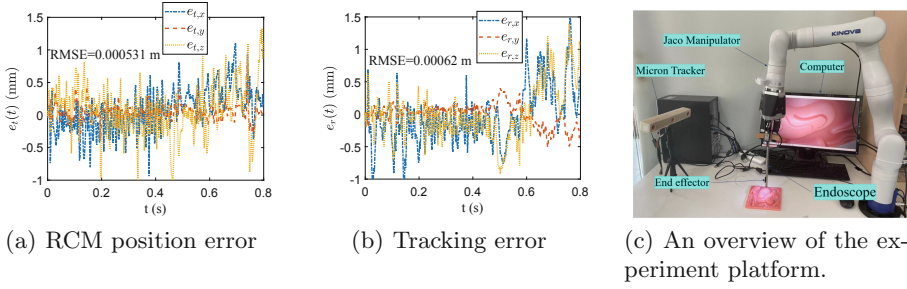 1.5
1
0.5
0
-0.5
-1
0
0.2
0.4
0.6
0.8
t (s)
e_t(t) (mm)
RMSE=0.000531 m
e_{t,x}
e_{t,y}
e_{t,z}
(a) RCM position error
1.5
1
0.5
0
-0.5
-1
0
0.2
0.4
0.6
0.8
t (s)
e_r(t) (mm)
RMSE=0.00062 m
e_{r,x}
e_{r,y}
e_{r,z}
(b) Tracking error
KINOVA
Jaco Manipulator
Computer
Micron Tracker
End effector
Endoscope
(c) An overview of the ex-
periment platform.